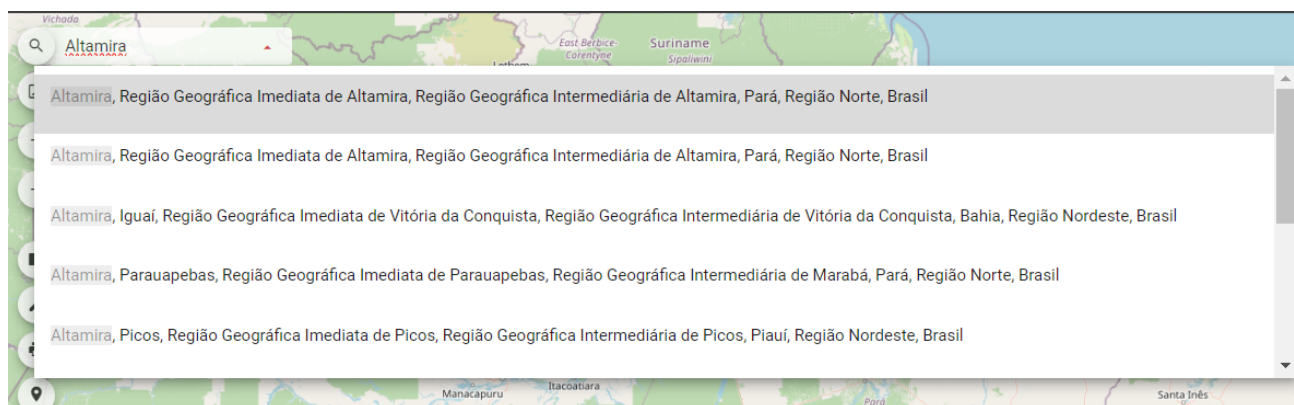 Vichada
Altamira
East Berbice-
Corentyne
Suriname
Sipaliwini
Altamira, Região Geográfica Imediata de Altamira, Região Geográfica Intermediária de Altamira, Pará, Região Norte, Brasil
Altamira, Região Geográfica Imediata de Altamira, Região Geográfica Intermediária de Altamira, Pará, Região Norte, Brasil
Altamira, Iguaí, Região Geográfica Imediata de Vitória da Conquista, Região Geográfica Intermediária de Vitória da Conquista, Bahia, Região Nordeste, Brasil
Altamira, Parauapebas, Região Geográfica Imediata de Parauapebas, Região Geográfica Intermediária de Marabá, Pará, Região Norte, Brasil
Altamira, Picos, Região Geográfica Imediata de Picos, Região Geográfica Intermediária de Picos, Piauí, Região Nordeste, Brasil
Manacapuru
Itacoatiara
Pará
Santa Inês